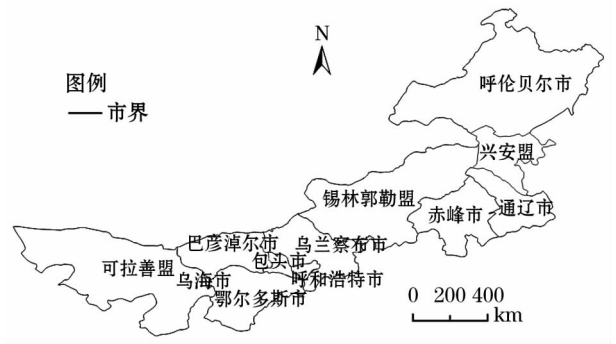 N
图例
市界
呼伦贝尔市
兴安盟
锡林郭勒盟
赤峰市
通辽市
巴彦淖尔市
乌兰察布市
包头市
可拉善盟
乌海市
呼和浩特市
鄂尔多斯市
0 200 400
km